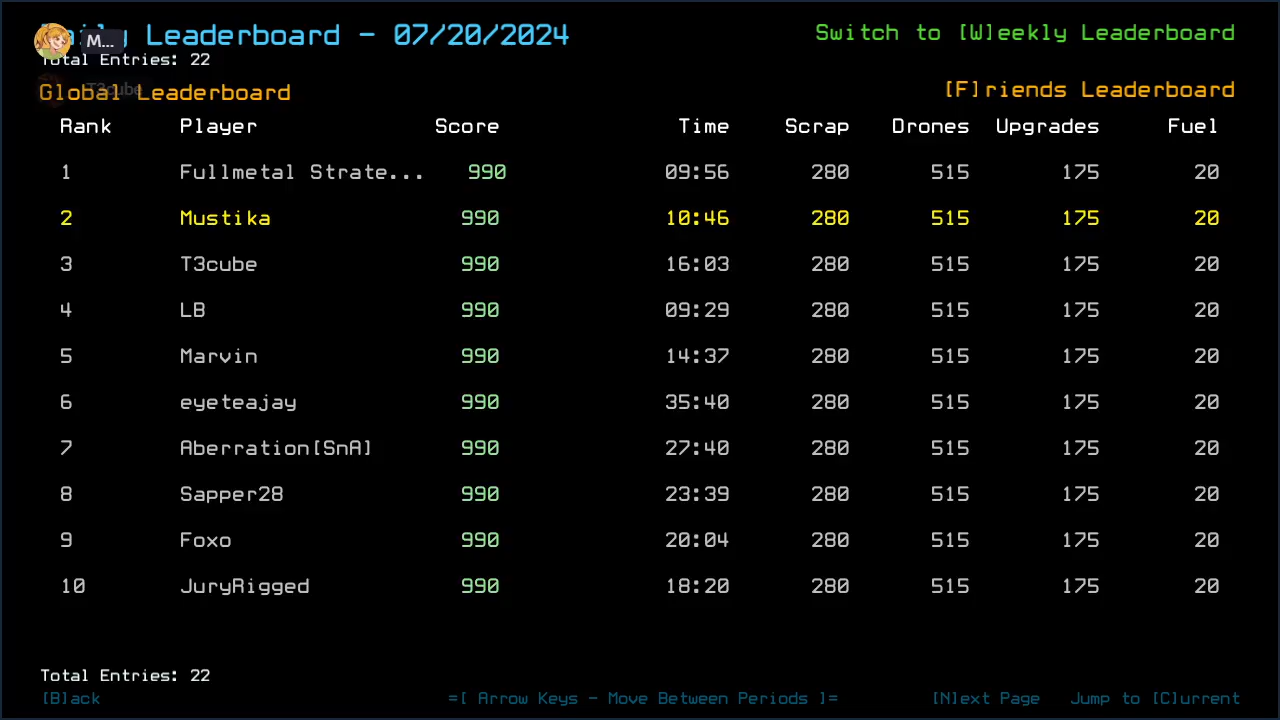 Leaderboard - 07/20/2024
Switch to [W]eekly Leaderboard
M...
Total Entries: 22
T3cube
Global Leaderboard
[F]riends Leaderboard
Rank Player Score Time Scrap Drones Upgrades Fuel
1 Fullmetal Strate... 990 09:56 280 515 175 20
2 Mustika 990 10:46 280 515 175 20
3 T3cube 990 16:03 280 515 175 20
4 LB 990 09:29 280 515 175 20
5 Marvin 990 14:37 280 515 175 20
6 eyeteajay 990 35:40 280 515 175 20
7 Aberration[SnA] 990 27:40 280 515 175 20
8 Sapper28 990 23:39 280 515 175 20
9 Foxo 990 20:04 280 515 175 20
10 JuryRigged 990 18:20 280 515 175 20
Total Entries: 22
[B]ack =[ Arrow Keys - Move Between Periods ]= [N]ext Page Jump to [C]urrent